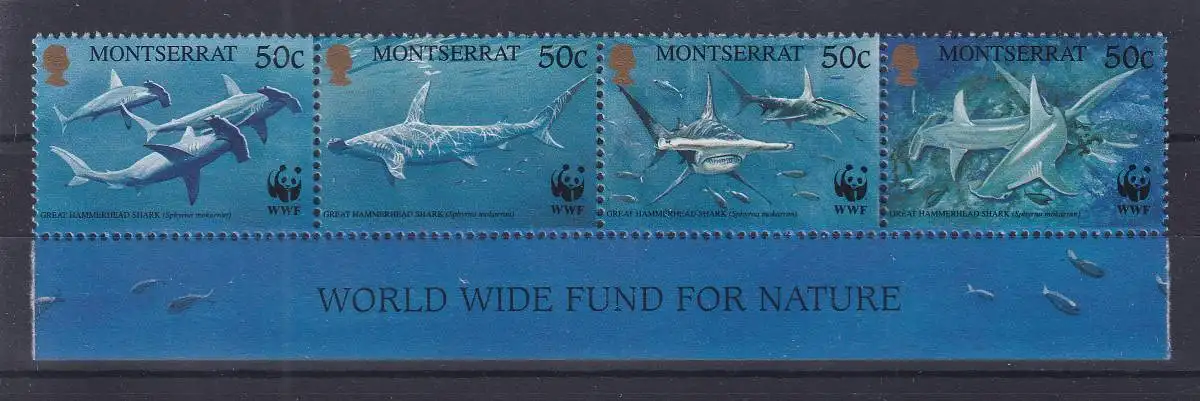 MONTSERRAT 50c
GREAT HAMMERHEAD SHARK (Sphyrna mokarran)
WWF
MONTSERRAT 50c
GREAT HAMMERHEAD SHARK (Sphyrna mokarran)
WWF
MONTSERRAT 50c
GREAT HAMMERHEAD SHARK (Sphyrna mokarran)
WWF
MONTSERRAT 50c
GREAT HAMMERHEAD SHARK (Sphyrna mokarran)
WWF
WORLD WIDE FUND FOR NATURE